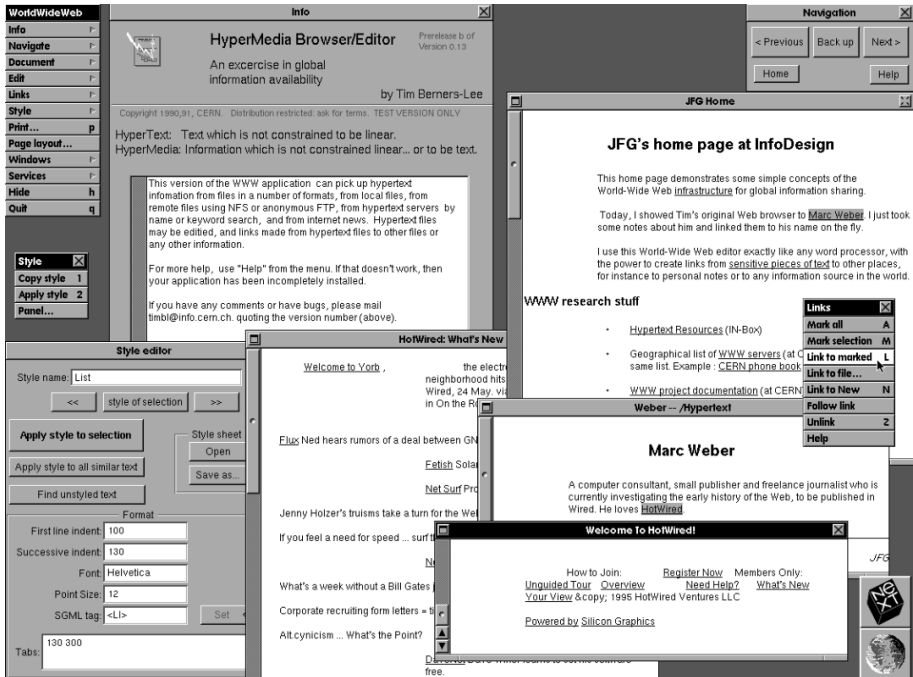 WorldWideWeb
Info
Navigate
Document
Edit
Links
Style
Print... p
Page layout...
Windows
Services
Hide h
Quit q
Style
Copy style 1
Apply style 2
Panel...
Info
HyperMedia Browser/Editor
Prerelease b of
Version 0.13
An excercise in global
information availability
by Tim Berners-Lee
Copyright 1990,91, CERN. Distribution restricted: ask for terms. TEST VERSION ONLY
HyperText: Text which is not constrained to be linear.
HyperMedia: Information which is not constrained linear... or to be text.
This version of the WWW application can pick up hypertext
infomation from files in a number of formats, from local files, from
remote files using NFS or anonymous FTP, from hypertext servers by
name or keyword search, and from internet news. Hypertext files
may be editied, and links made from hypertext files to other files or
any other information.
For more help, use "Help" from the menu. If that doesn't work, then
your application has been incompletely installed.
If you have any comments or have bugs, please mail
timbl@info.cern.ch. quoting the version number (above).
Navigation
< Previous
Back up
Next >
Home
Help
JFG Home
JFG's home page at InfoDesign
This home page demonstrates some simple concepts of the
World-Wide Web infrastructure for global information sharing.
Today, I showed Tim's original Web browser to Marc Weber. I just took
some notes about him and linked them to his name on the fly.
I use this World-Wide Web editor exactly like any word processor, with
the power to create links from sensitive pieces of text to other places,
for instance to personal notes or to any information source in the world.
WWW research stuff
Hypertext Resources (IN-Box)
Geographical list of WWW servers (at C
same list. Example : CERN phone book
WWW project documentation (at CERN
Links
Mark all A
Mark selection M
Link to marked L
Link to file...
Link to New N
Follow link
Unlink Z
Help
Style editor
Style name: List
<<
style of selection
>>
Apply style to selection
Apply style to all similar text
Find unstyled text
Style sheet
Open
Save as...
Format
First line indent: 100
Successive indent: 130
Font: Helvetica
Point Size: 12
SGML tag: <LI>
Set
Tabs: 130 300
HotWired: What's New
Welcome to Yorb , the electr
neighborhood hits
Wired, 24 May. via
in On the R
Flux Ned hears rumors of a deal between GN
Fetish Solar
Net Surf Pro
Jenny Holzer's truisms take a turn for the We
If you feel a need for speed ... surf t
Ne
What's a week without a Bill Gates
Corporate recruiting form letters = ti
Alt.cynicism ... What's the Point?
free.
Weber -- /Hypertext
Marc Weber
A computer consultant, small publisher and freelance journalist who is
currently investigating the early history of the Web, to be published in
Wired. He loves HotWired.
JFG
Welcome To HotWired!
How to Join: Register Now Members Only:
Unguided Tour Overview Need Help? What's New
Your View &copy; 1995 HotWired Ventures LLC
Powered by Silicon Graphics
NeXT